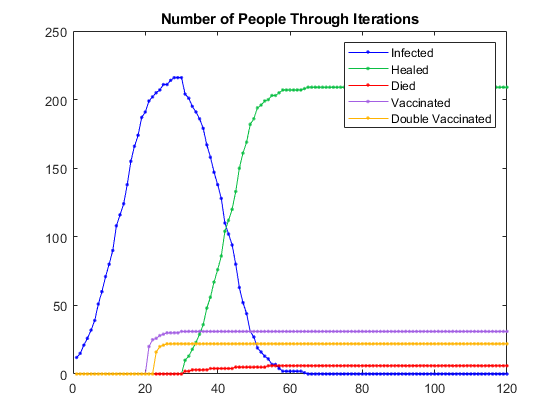 Number of People Through Iterations
250
200
150
100
50
0
0 20 40 60 80 100 120
Infected
Healed
Died
Vaccinated
Double Vaccinated